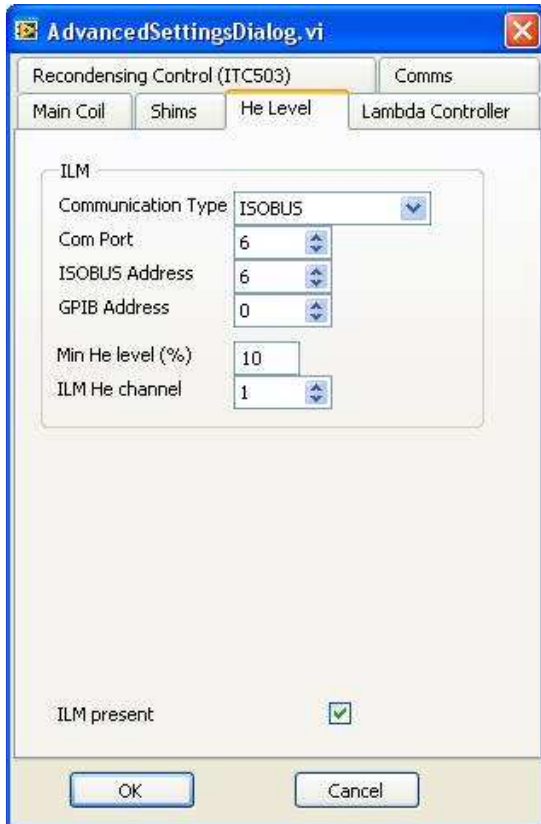 AdvancedSettingsDialog.vi
Recondensing Control (ITC503) Comms
Main Coil Shims He Level Lambda Controller
ILM
Communication Type ISOBUS
Com Port 6
ISOBUS Address 6
GPIB Address 0
Min He level (%) 10
ILM He channel 1
ILM present
OK Cancel